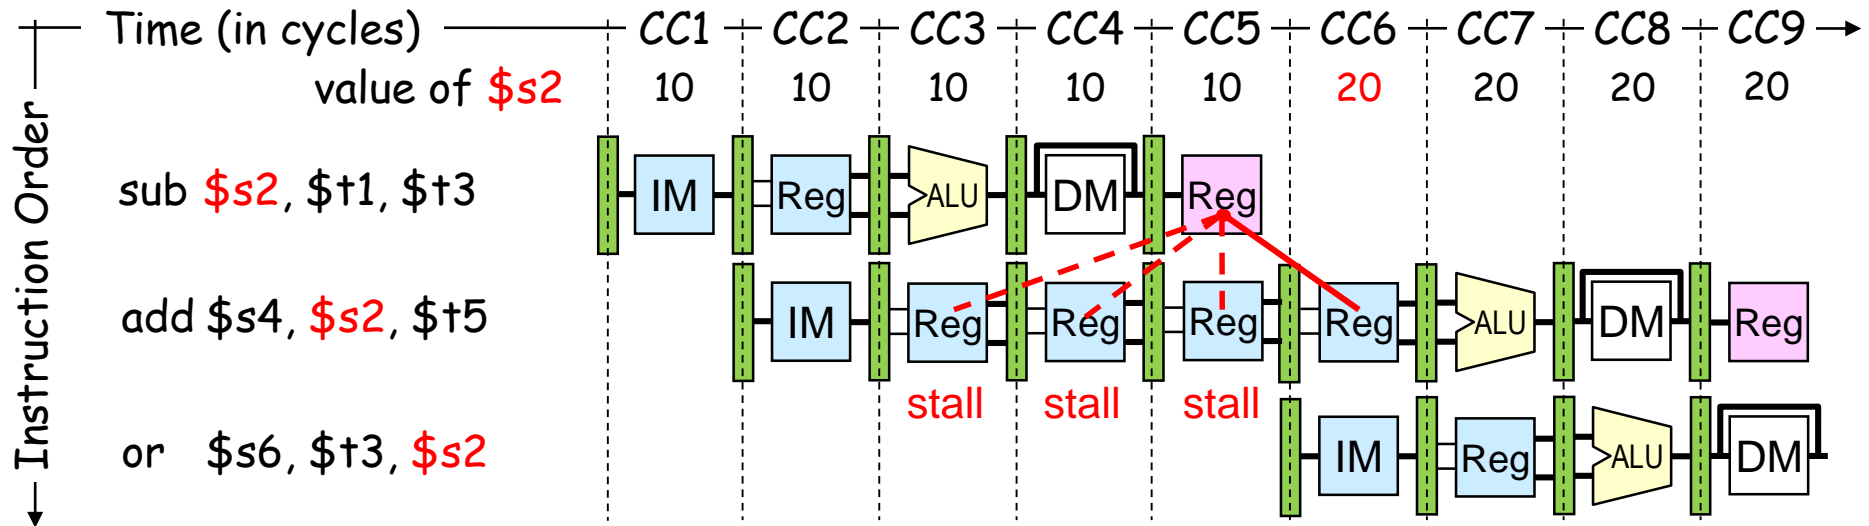 Time (in cycles) CC1 CC2 CC3 CC4 CC5 CC6 CC7 CC8 CC9
value of $s2 10 10 10 10 10 20 20 20 20
Instruction Order
sub $s2, $t1, $t3 IM Reg ALU DM Reg
add $s4, $s2, $t5 IM Reg Reg Reg Reg ALU DM Reg
stall stall stall
or $s6, $t3, $s2 IM Reg ALU DM